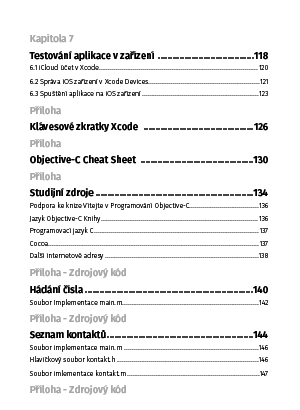 Kapitola 7
Testování aplikace v zařízení 118
6.1 iCloud účet v Xcode 120
6.2 Správa iOS zařízení v Xcode Devices 121
6.3 Spuštění aplikace na iOS zařízení 123
Příloha
Klávesové zkratky Xcode 126
Příloha
Objective-C Cheat Sheet 130
Příloha
Studijní zdroje 134
Podpora ke knize Vítejte v Programování Objective-C 136
Jazyk Objective-C Knihy 136
Programovací jazyk C 137
Cocoa 137
Další internetové adresy 138
Příloha - Zdrojový kód
Hádání čísla 140
Soubor implementace main.m 142
Příloha - Zdrojový kód
Seznam kontaktů 144
Soubor implementace main.m 146
Hlavičkový soubor kontakt.h 146
Soubor imlementace kontakt.m 147
Příloha - Zdrojový kód